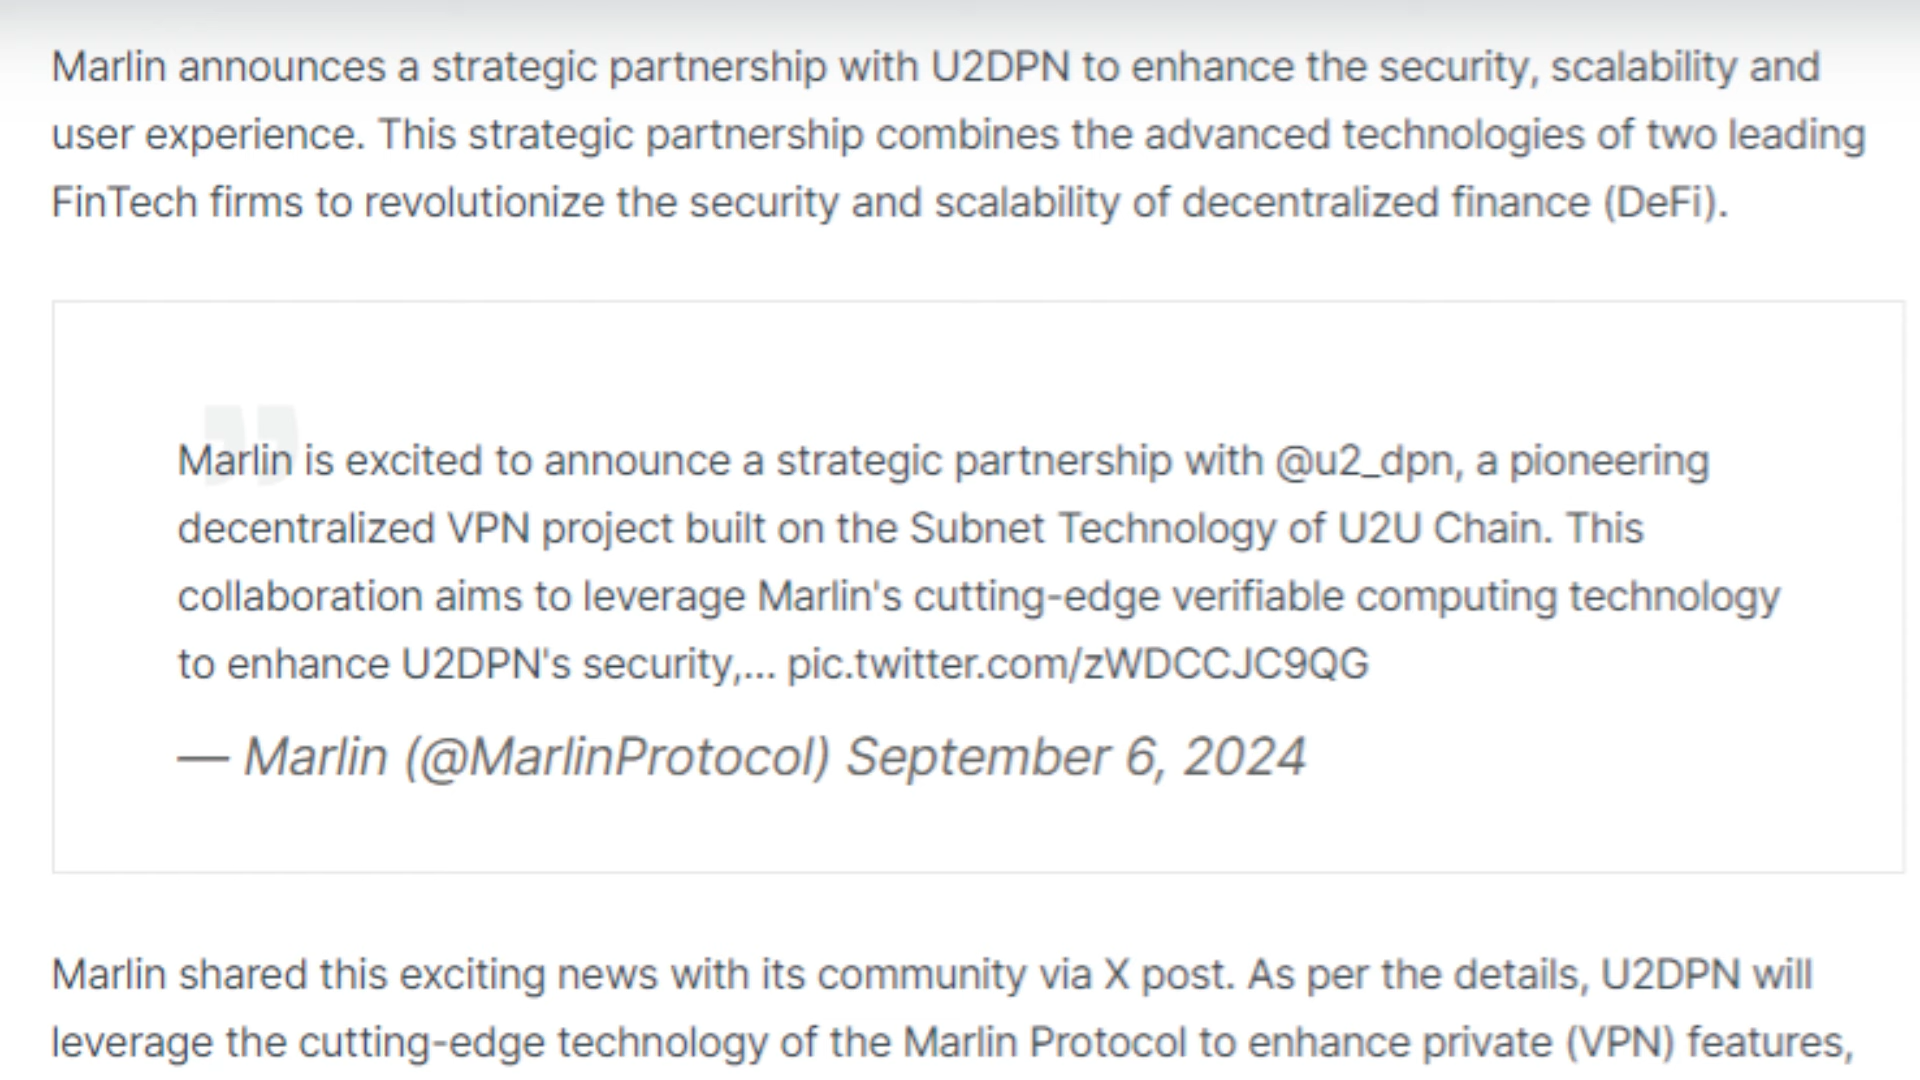 Marlin announces a strategic partnership with U2DPN to enhance the security, scalability and
user experience. This strategic partnership combines the advanced technologies of two leading
FinTech firms to revolutionize the security and scalability of decentralized finance (DeFi).
Marlin is excited to announce a strategic partnership with @u2_dpn, a pioneering
decentralized VPN project built on the Subnet Technology of U2U Chain. This
collaboration aims to leverage Marlin's cutting-edge verifiable computing technology
to enhance U2DPN's security,... pic.twitter.com/zWDCCJC9QG
— Marlin (@MarlinProtocol) September 6, 2024
Marlin shared this exciting news with its community via X post. As per the details, U2DPN will
leverage the cutting-edge technology of the Marlin Protocol to enhance private (VPN) features,